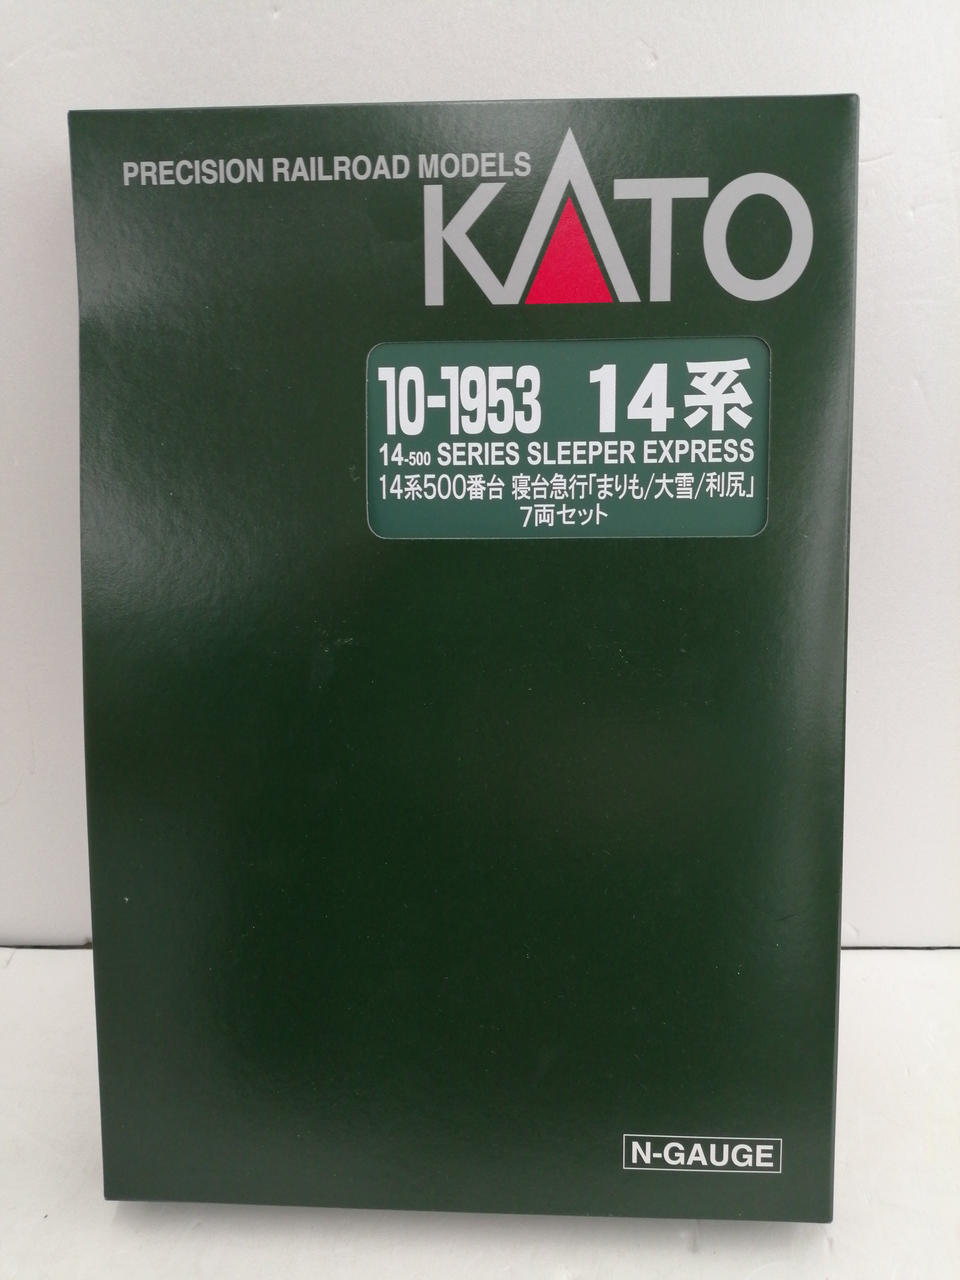 PRECISION RAILROAD MODELS
KATO
10-1953 14系
14-500 SERIES SLEEPER EXPRESS
14系500番台 寝台急行「まりも/大雪/利尻」
7両セット
N-GAUGE